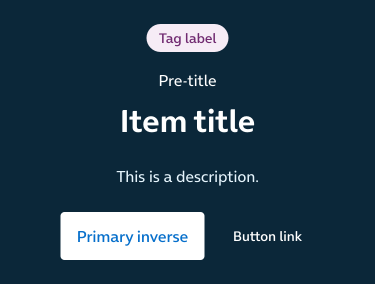 Tag label
Pre-title
Item title
This is a description.
Primary inverse
Button link